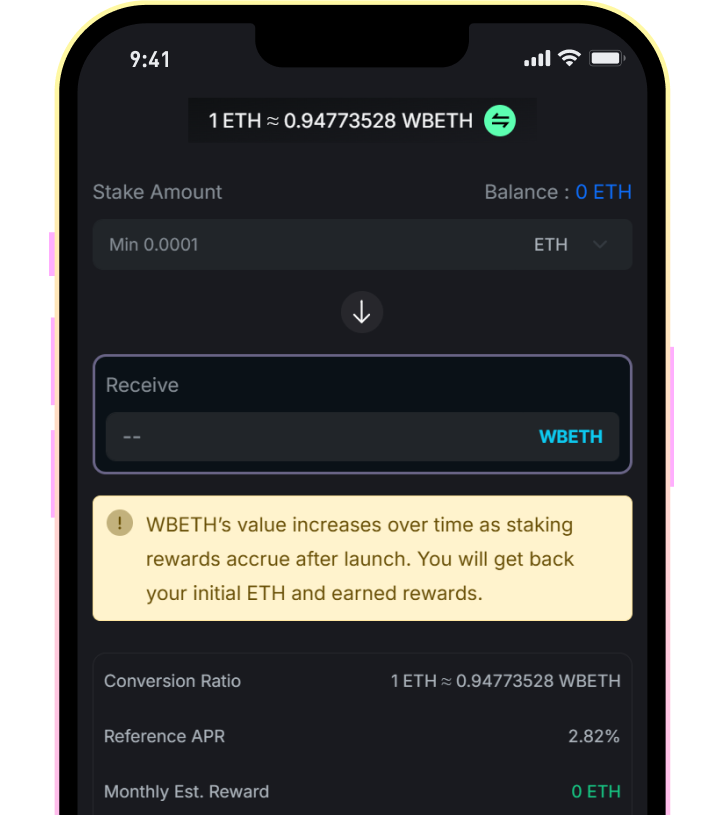 9:41
1 ETH ≈ 0.94773528 WBETH
Stake Amount Balance : 0 ETH
Min 0.0001 ETH
Receive
-- WBETH
! WBETH’s value increases over time as staking
rewards accrue after launch. You will get back
your initial ETH and earned rewards.
Conversion Ratio 1 ETH ≈ 0.94773528 WBETH
Reference APR 2.82%
Monthly Est. Reward 0 ETH